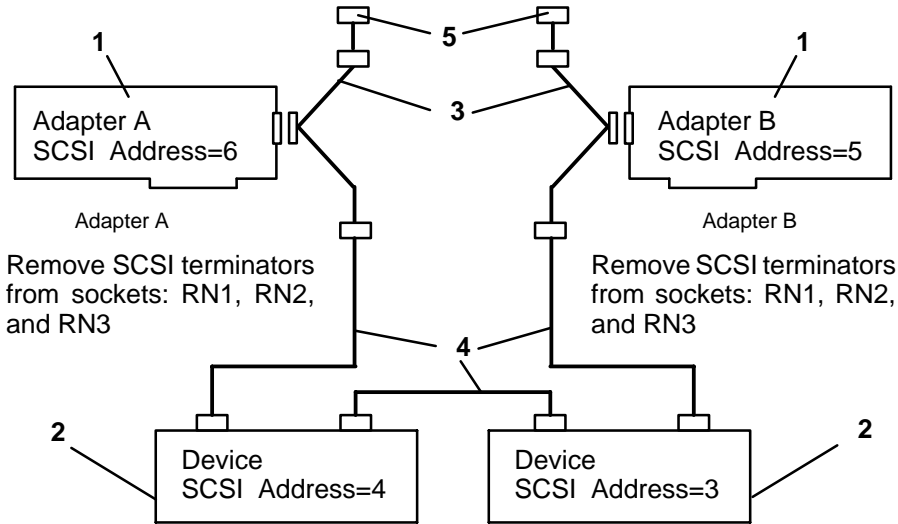 1
5
1
3
Adapter A
SCSI Address=6
Adapter B
SCSI Address=5
Adapter A
Adapter B
Remove SCSI terminators
from sockets: RN1, RN2,
and RN3
Remove SCSI terminators
from sockets: RN1, RN2,
and RN3
4
2
2
Device
SCSI Address=4
Device
SCSI Address=3